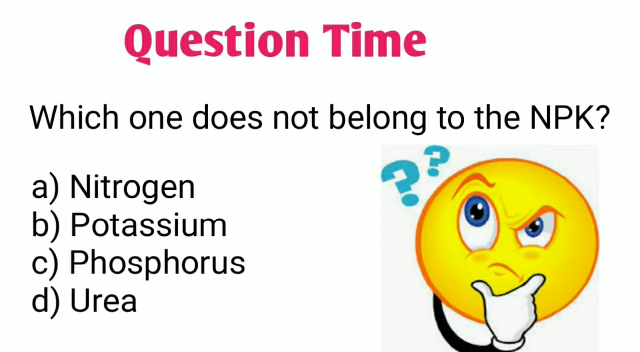 Question Time
Which one does not belong to the NPK?
a) Nitrogen
b) Potassium
c) Phosphorus
d) Urea
??